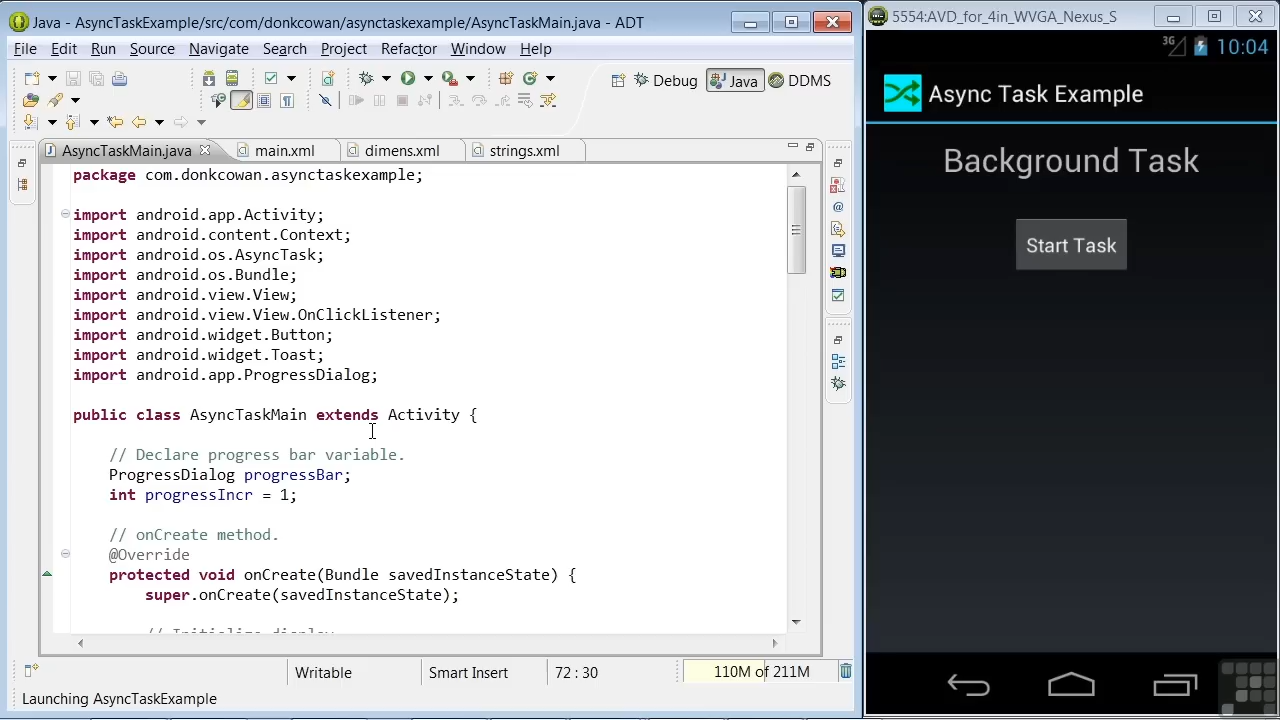 Java - AsyncTaskExample/src/com/donkcowan/asynctaskexample/AsyncTaskMain.java - ADT
File Edit Run Source Navigate Search Project Refactor Window Help
Debug Java DDMS
AsyncTaskMain.java main.xml dimens.xml strings.xml
package com.donkcowan.asynctaskexample;
import android.app.Activity;
import android.content.Context;
import android.os.AsyncTask;
import android.os.Bundle;
import android.view.View;
import android.view.View.OnClickListener;
import android.widget.Button;
import android.widget.Toast;
import android.app.ProgressDialog;
public class AsyncTaskMain extends Activity {
// Declare progress bar variable.
ProgressDialog progressBar;
int progressIncr = 1;
// onCreate method.
@Override
protected void onCreate(Bundle savedInstanceState) {
super.onCreate(savedInstanceState);
// Initialize display
Writable Smart Insert 72 : 30 110M of 211M
Launching AsyncTaskExample
5554:AVD_for_4in_WVGA_Nexus_S
3G 10:04
Async Task Example
Background Task
Start Task